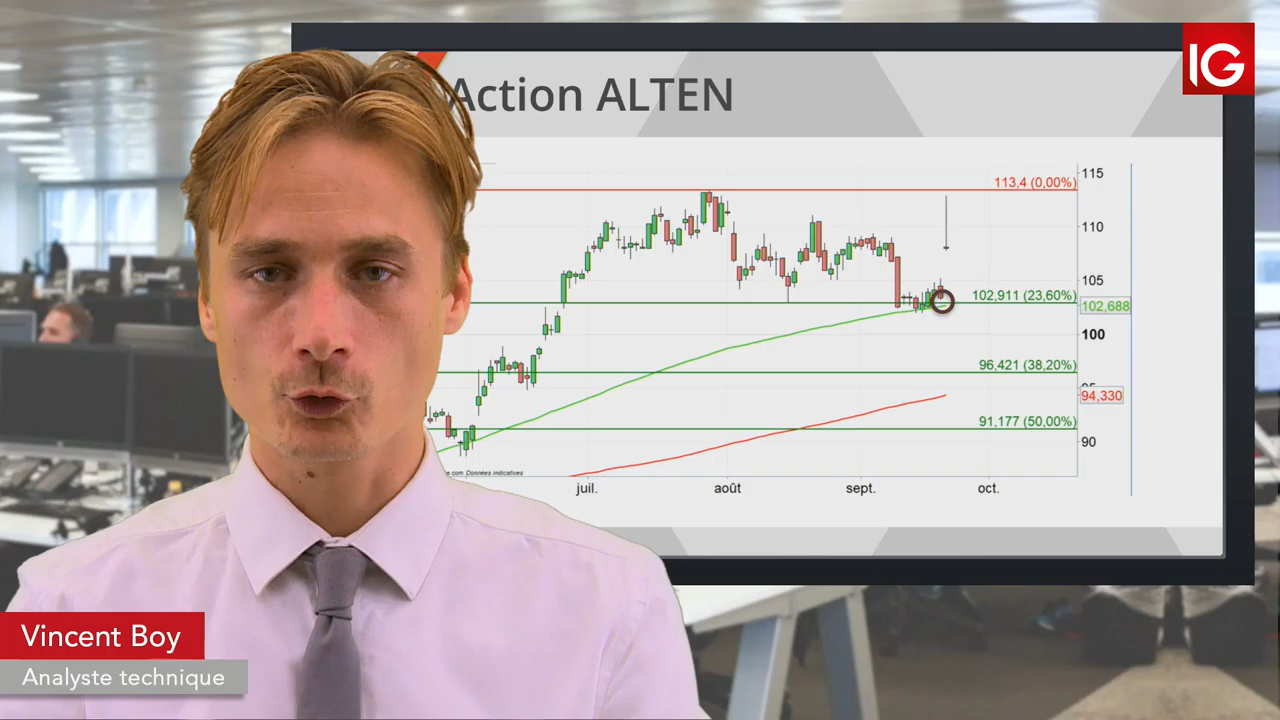 IG
Action ALTEN
113,4 (0,00%)
115
110
105
102,911 (23,60%)
102,688
100
96,421 (38,20%)
94,330
91,177 (50,00%)
90
e.com Données indicatives
juil.
août
sept.
oct.
Vincent Boy
Analyste technique